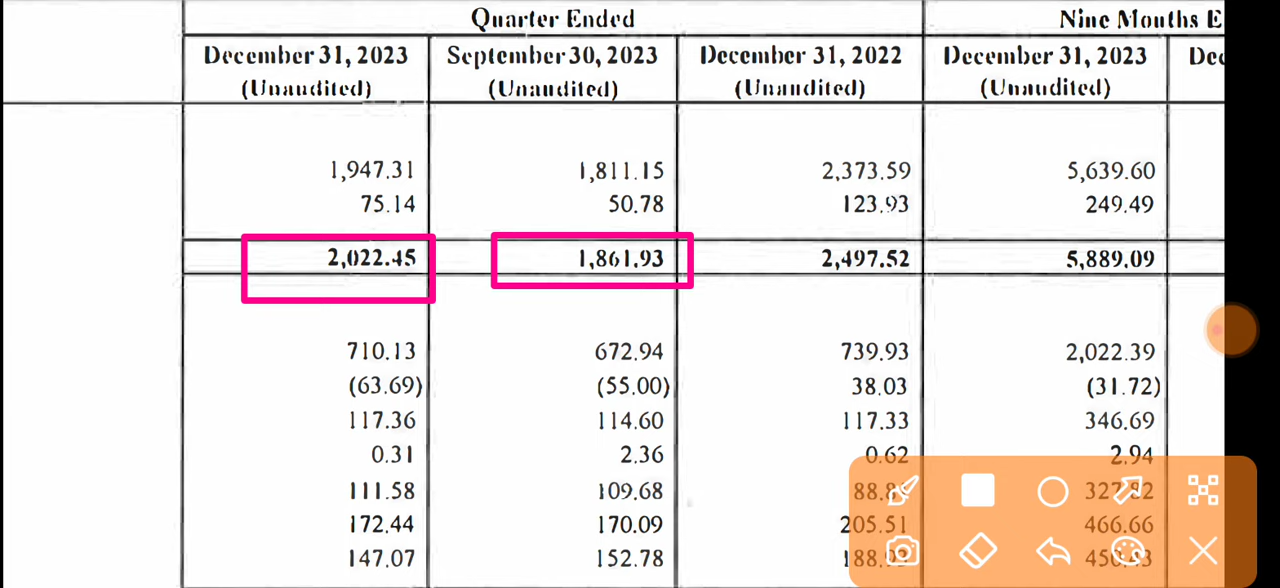 Quarter Ended Nine Months E
December 31, 2023 September 30, 2023 December 31, 2022 December 31, 2023 Dec
(Unaudited) (Unaudited) (Unaudited) (Unaudited)
1,947.31 1,811.15 2,373.59 5,639.60
75.14 50.78 123.93 249.49
2,022.45 1,861.93 2,497.52 5,889.09
710.13 672.94 739.93 2,022.39
(63.69) (55.00) 38.03 (31.72)
117.36 114.60 117.33 346.69
0.31 2.36 0.62 2.94
111.58 109.68 327.82
172.44 170.09 205.51 466.66
147.07 152.78